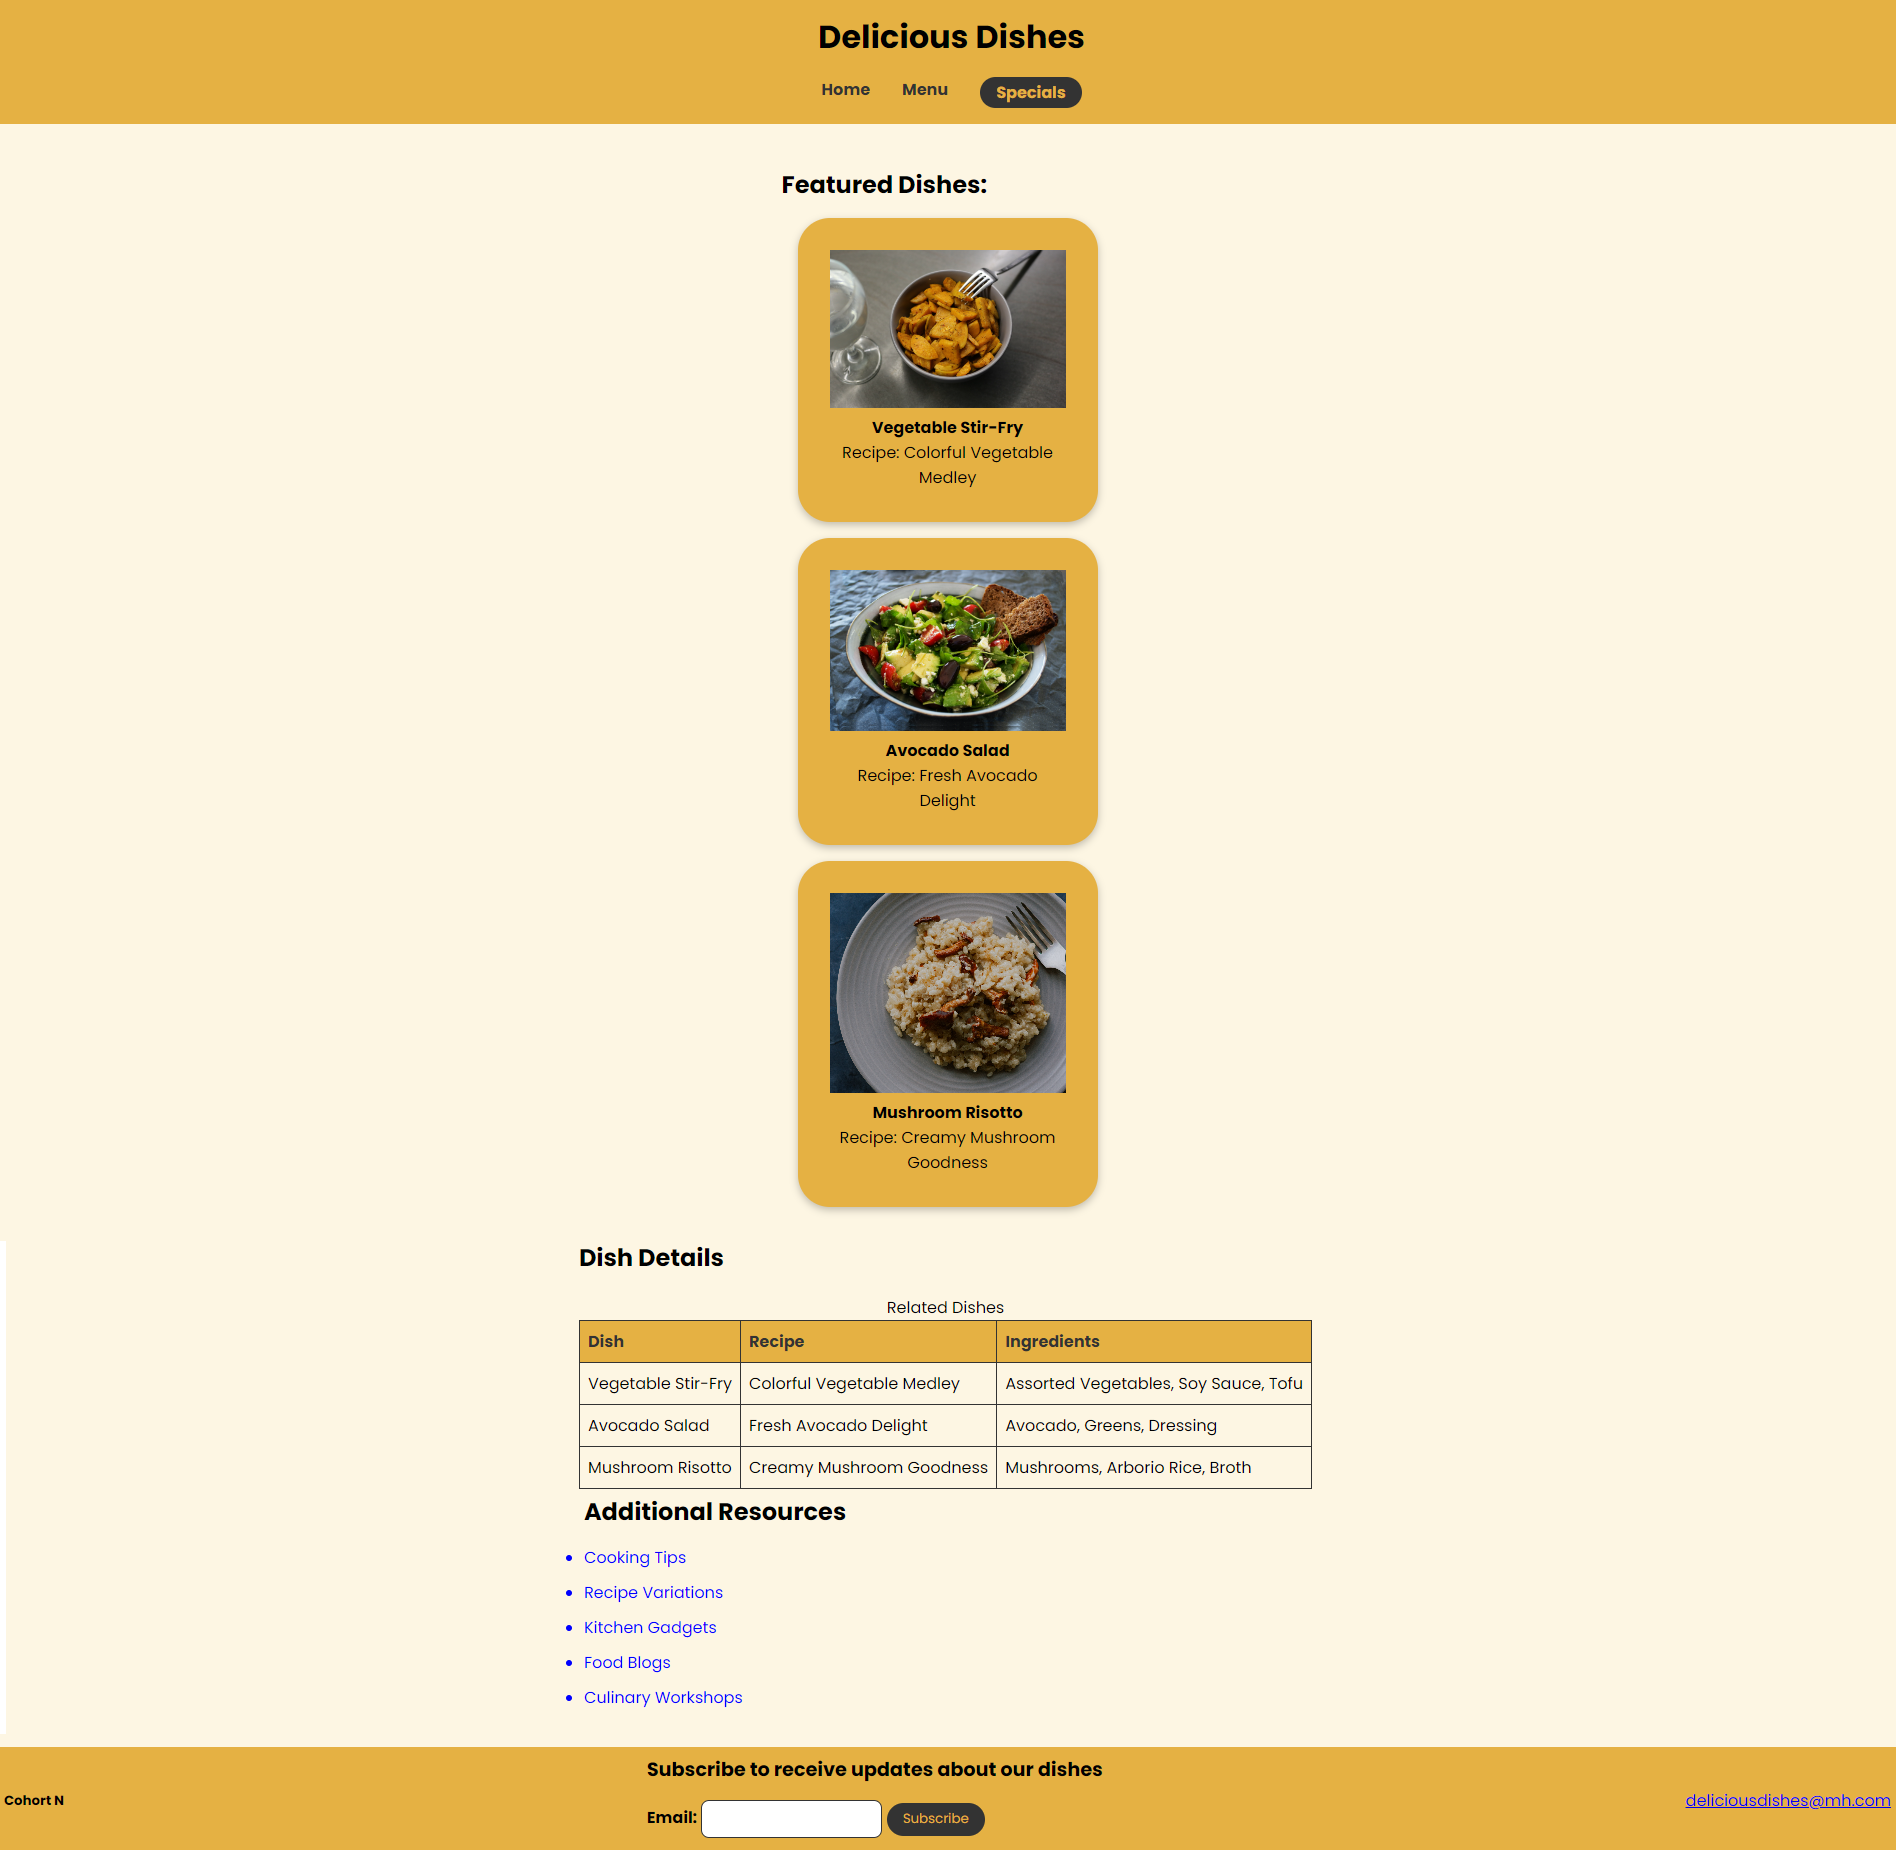 Delicious Dishes
Home Menu Specials
Featured Dishes:
Vegetable Stir-Fry
Recipe: Colorful Vegetable
Medley
Avocado Salad
Recipe: Fresh Avocado
Delight
Mushroom Risotto
Recipe: Creamy Mushroom
Goodness
Dish Details
Related Dishes
Dish Recipe Ingredients
Vegetable Stir-Fry Colorful Vegetable Medley Assorted Vegetables, Soy Sauce, Tofu
Avocado Salad Fresh Avocado Delight Avocado, Greens, Dressing
Mushroom Risotto Creamy Mushroom Goodness Mushrooms, Arborio Rice, Broth
Additional Resources
Cooking Tips
Recipe Variations
Kitchen Gadgets
Food Blogs
Culinary Workshops
Subscribe to receive updates about our dishes
Cohort N
Email: Subscribe
deliciousdishes@mh.com